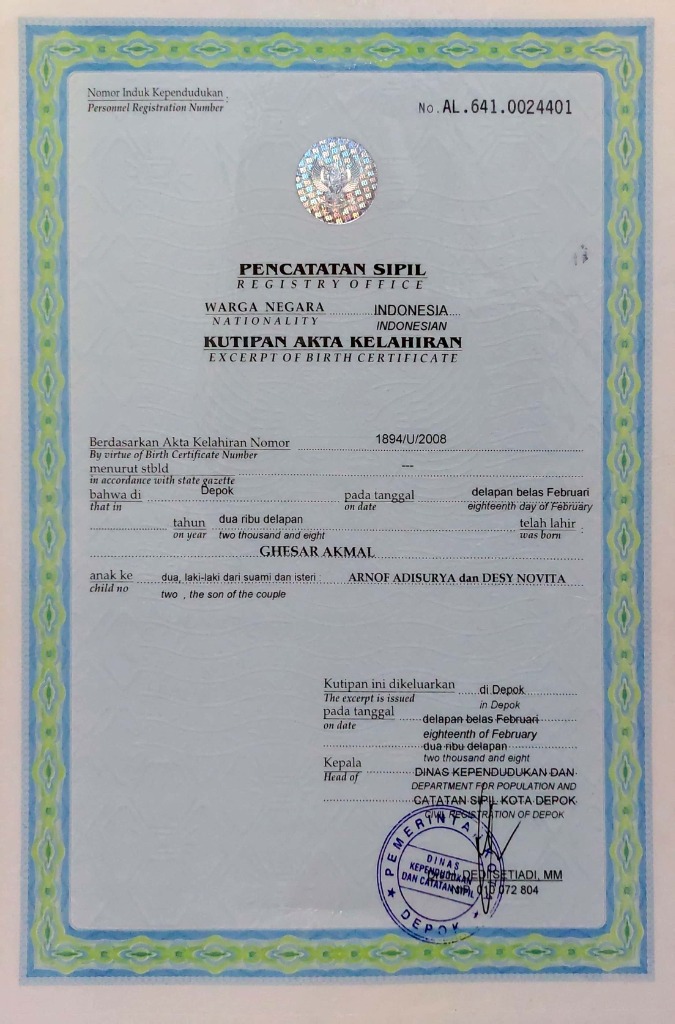 Nomor Induk Kependudukan :
Personnel Registration Number
No. AL.641.0024401
PENCATATAN SIPIL
REGISTRY OFFICE
WARGA NEGARA INDONESIA
NATIONALITY INDONESIAN
KUTIPAN AKTA KELAHIRAN
EXCERPT OF BIRTH CERTIFICATE
Berdasarkan Akta Kelahiran Nomor 1894/U/2008
By virtue of Birth Certificate Number
menurut stbld ---
in accordance with state gazette
bahwa di Depok pada tanggal delapan belas Februari
that in on date eighteenth day of February
tahun dua ribu delapan telah lahir
on year two thousand and eight was born
GHESAR AKMAL
anak ke dua, laki-laki dari suami dan isteri ARNOF ADISURYA dan DESY NOVITA
child no two , the son of the couple
Kutipan ini dikeluarkan di Depok
The excerpt is issued in Depok
pada tanggal delapan belas Februari
on date eighteenth of February
dua ribu delapan
two thousand and eight
Kepala DINAS KEPENDUDUKAN DAN
Head of DEPARTMENT FOR POPULATION AND
CATATAN SIPIL KOTA DEPOK
CIVIL REGISTRATION OF DEPOK
PEMERINTAH
DINAS
KEPENDUDUKAN
DAN CATATAN SIPIL
DEPOK
DEDI SETIADI, MM
NIP. 010 072 804